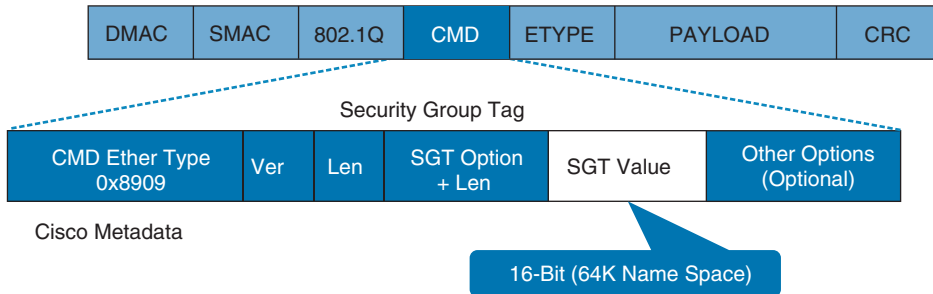 DMAC SMAC 802.1Q CMD ETYPE PAYLOAD CRC
Security Group Tag
CMD Ether Type
0x8909
Ver
Len
SGT Option
+ Len
SGT Value
Other Options
(Optional)
Cisco Metadata
16-Bit (64K Name Space)